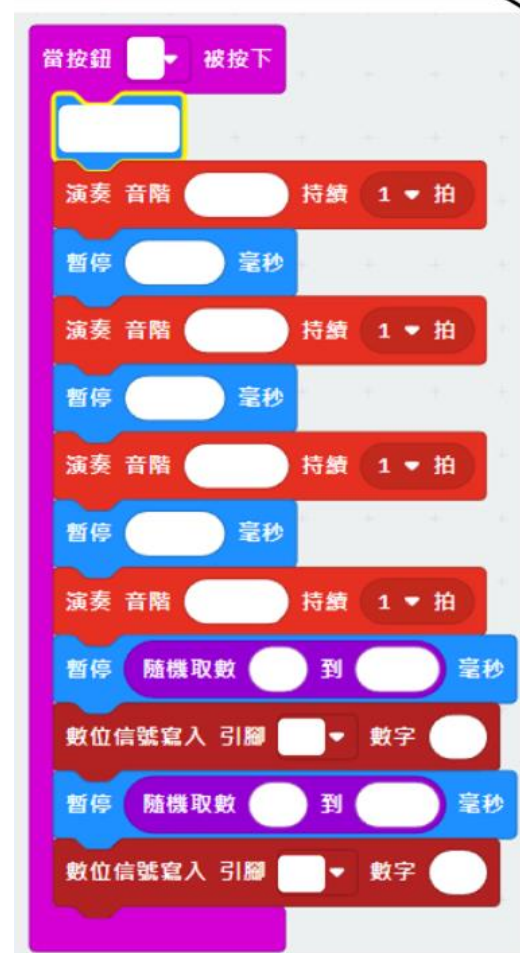 當按鈕 被按下
演奏 音階 持續 1 拍
暫停 毫秒
演奏 音階 持續 1 拍
暫停 毫秒
演奏 音階 持續 1 拍
暫停 毫秒
演奏 音階 持續 1 拍
暫停 隨機取數 到 毫秒
數位信號寫入 引腳 數字
暫停 隨機取數 到 毫秒
數位信號寫入 引腳 數字